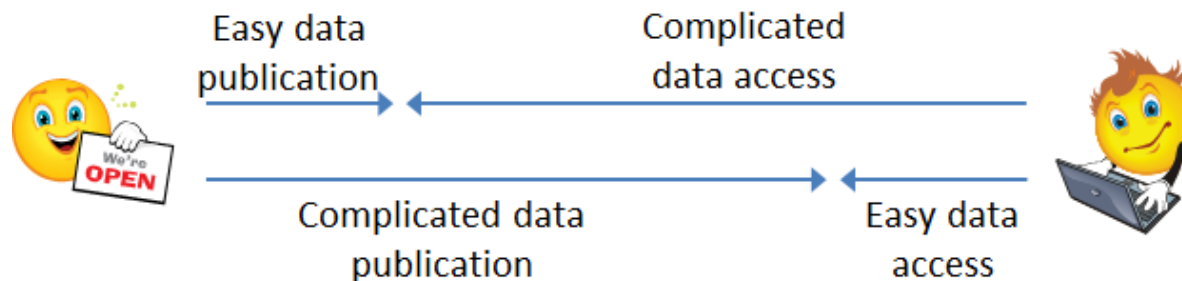 Easy data
publication
Complicated
data access
We're
OPEN
Complicated data
publication
Easy data
access